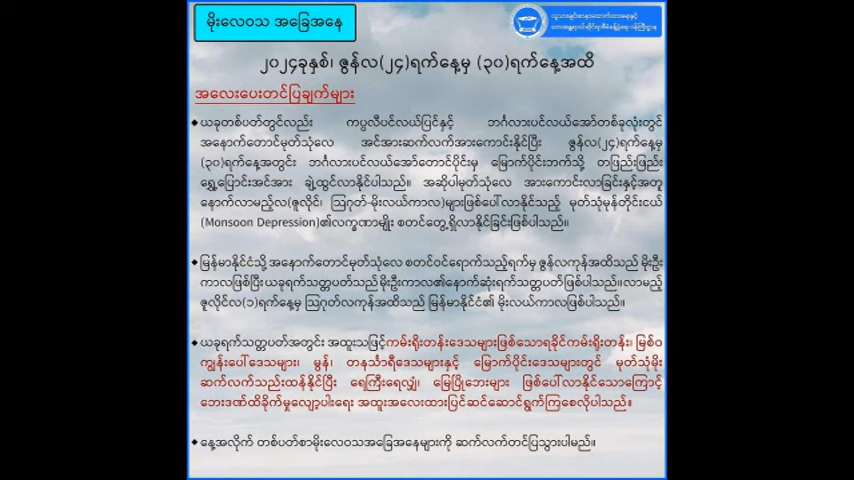 မိုးလေဝသ အခြေအနေ
၂၀၂၄ခုနှစ်၊ ဇွန်လ(၂၄)ရက်နေ့မှ (၃၀)ရက်နေ့အထိ
အလေးပေးတင်ပြချက်များ
♦ယခုတစ်ပတ်တွင်လည်း ကပ္ပလီပင်လယ်ပြင်နှင့် ဘင်္ဂလားပင်လယ်အော်တစ်ခုလုံးတွင်
အနောက်တောင်မုတ်သုံလေ အင်အားဆက်လက်အားကောင်းနိုင်ပြီး ဇွန်လ(၂၄)ရက်နေ့မှ
(၃၀)ရက်နေ့အတွင်း ဘင်္ဂလားပင်လယ်အော်တောင်ပိုင်းမှ မြောက်ပိုင်းဘက်သို့ တဖြည်းဖြည်း
ရွေ့ပြောင်းအင်အား ချဲ့ထွင်လာနိုင်ပါသည်။ အဆိုပါမုတ်သုံလေ အားကောင်းလာခြင်းနှင့်အတူ
နောက်လာမည့်လ(ဇူလိုင်၊ ဩဂုတ်-မိုးလယ်ကာလ)များဖြစ်ပေါ်လာနိုင်သည့် မုတ်သုံမုန်တိုင်းငယ်
(Monsoon Depression)၏လက္ခဏာမျိုး စတင်တွေ့ရှိလာနိုင်ခြင်းဖြစ်ပါသည်။
♦မြန်မာနိုင်ငံသို့ အနောက်တောင်မုတ်သုံလေ စတင်ဝင်ရောက်သည့်ရက်မှ ဇွန်လကုန်အထိသည် မိုးဦး
ကာလဖြစ်ပြီး ယခုရက်သတ္တပတ်သည် မိုးဦးကာလ၏နောက်ဆုံးရက်သတ္တပတ်ဖြစ်ပါသည်။လာမည့်
ဇူလိုင်လ(၁)ရက်နေ့မှ ဩဂုတ်လကုန်အထိသည် မြန်မာနိုင်ငံ၏ မိုးလယ်ကာလဖြစ်ပါသည်။
♦ယခုရက်သတ္တပတ်အတွင်း အထူးသဖြင့်ကမ်းရိုးတန်းဒေသများဖြစ်သောရခိုင်ကမ်းရိုးတန်း၊ မြစ်ဝ
ကျွန်းပေါ်ဒေသများ၊ မွန်၊ တနင်္သာရီဒေသများနှင့် မြောက်ပိုင်းဒေသများတွင် မုတ်သုံမိုး
ဆက်လက်သည်းထန်နိုင်ပြီး ရေကြီးရေလျှံ၊ မြေပြိုဘေးများ ဖြစ်ပေါ်လာနိုင်သောကြောင့်
ဘေးဒဏ်ထိခိုက်မှုလျော့ပါးရေး အထူးအလေးထားပြင်ဆင်ဆောင်ရွက်ကြစေလိုပါသည်။
♦နေ့အလိုက် တစ်ပတ်စာမိုးလေဝသအခြေအနေများကို ဆက်လက်တင်ပြသွားပါမည်။